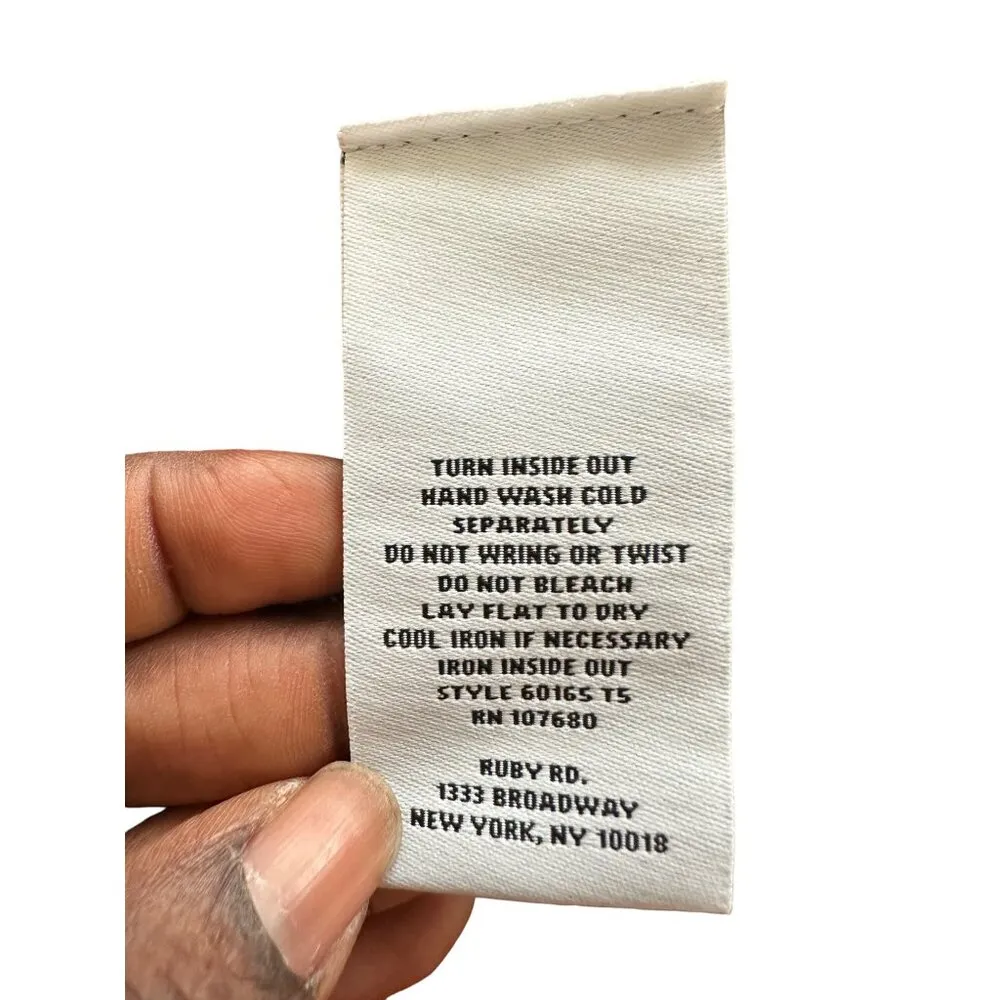 TURN INSIDE OUT
HAND WASH COLD
SEPARATELY
DO NOT WRING OR TWIST
DO NOT BLEACH
LAY FLAT TO DRY
COOL IRON IF NECESSARY
IRON INSIDE OUT
STYLE 60165 TS
RN 107680
RUBY RD.
1333 BROADWAY
NEW YORK, NY 10018